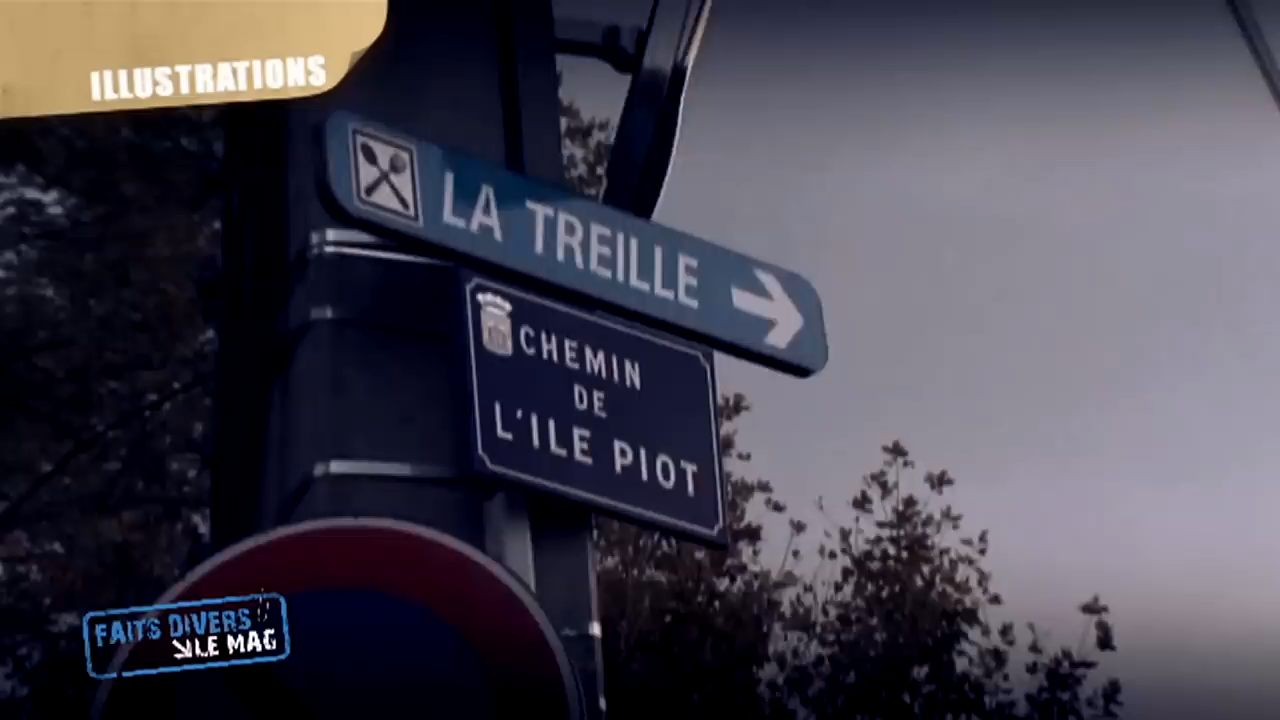 ILLUSTRATIONS
LA TREILLE
CHEMIN
DE
L'ILE PIOT
FAITS DIVERS
LE MAG